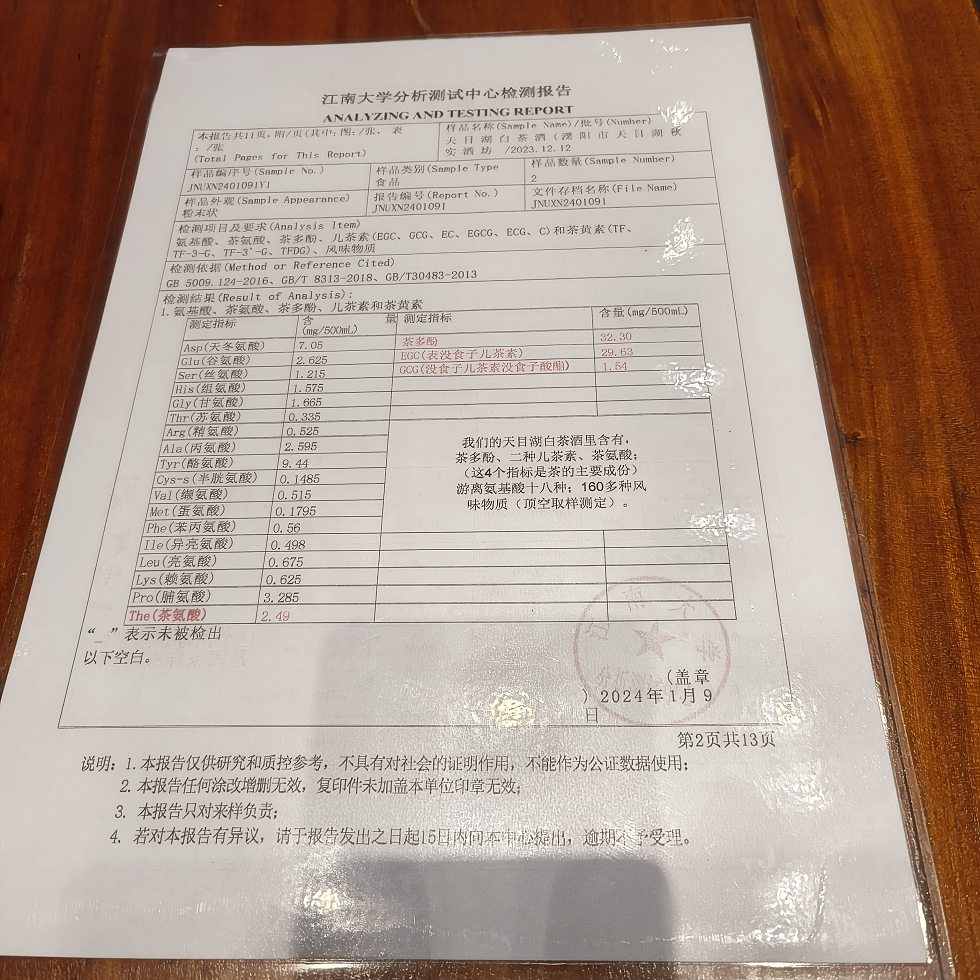 江南大学分析测试中心检测报告
ANALYZING AND TESTING REPORT
本报告共11页,附/页(其中:图:/张, 表
:/张
(Total Pages for This Report)
样品名称(Sample Name)/批号(Number)
天目湖白茶酒(溧阳市天目湖秋
实酒坊 /2023.12.12
样品编序号(Sample No.)
JNUXN2401091Y1
样品类别(Sample Type
食品
样品数量(Sample Number)
2
样品外观(Sample Appearance)
粉末状
报告编号(Report No.)
JNUXN2401091
文件存档名称(File Name)
JNUXN2401091
检测项目及要求(Analysis Item)
氨基酸、茶氨酸、茶多酚、儿茶素(EGC, GCG, EC, EGCG, ECG, C)和茶黄素(TF、
TF-3-G、TF-3'-G、TFDG)、风味物质
检测依据(Method or Reference Cited)
GB 5009.124-2016、GB/T 8313-2018、GB/T30483-2013
检测结果(Result of Analysis):
1.氨基酸、茶氨酸、茶多酚、儿茶素和茶黄素
测定指标 含 量 测定指标 含量(mg/500mL)
(mg/500mL)
Asp(天冬氨酸) 7.05 茶多酚 32.30
Glu(谷氨酸) 2.625 EGC(表没食子儿茶素) 29.63
Ser(丝氨酸) 1.215 GCG(没食子儿茶素没食子酸酯) 1.54
His(组氨酸) 1.575
Gly(甘氨酸) 1.665
Thr(苏氨酸) 0.335
Arg(精氨酸) 0.525
Ala(丙氨酸) 2.595
Tyr(酪氨酸) 9.44
Cys-s(半胱氨酸) 0.1485
Val(缬氨酸) 0.515
Met(蛋氨酸) 0.1795
Phe(苯丙氨酸) 0.56
Ile(异亮氨酸) 0.498
Leu(亮氨酸) 0.675
Lys(赖氨酸) 0.625
Pro(脯氨酸) 3.285
The(茶氨酸) 2.49
我们的天目湖白茶酒里含有,
茶多酚、二种儿茶素、茶氨酸;
(这4个指标是茶的主要成份)
游离氨基酸十八种;160多种风
味物质(顶空取样测定)。
“_ ”表示未被检出
以下空白。
(盖章
)2024年1月9
日
第2页共13页
说明: 1.本报告仅供研究和质控参考, 不具有对社会的证明作用, 不能作为公证数据使用;
2. 本报告任何涂改增删无效, 复印件未加盖本单位印章无效;
3. 本报告只对来样负责;
4. 若对本报告有异议, 请于报告发出之日起15日内向本中心提出, 逾期不予受理。